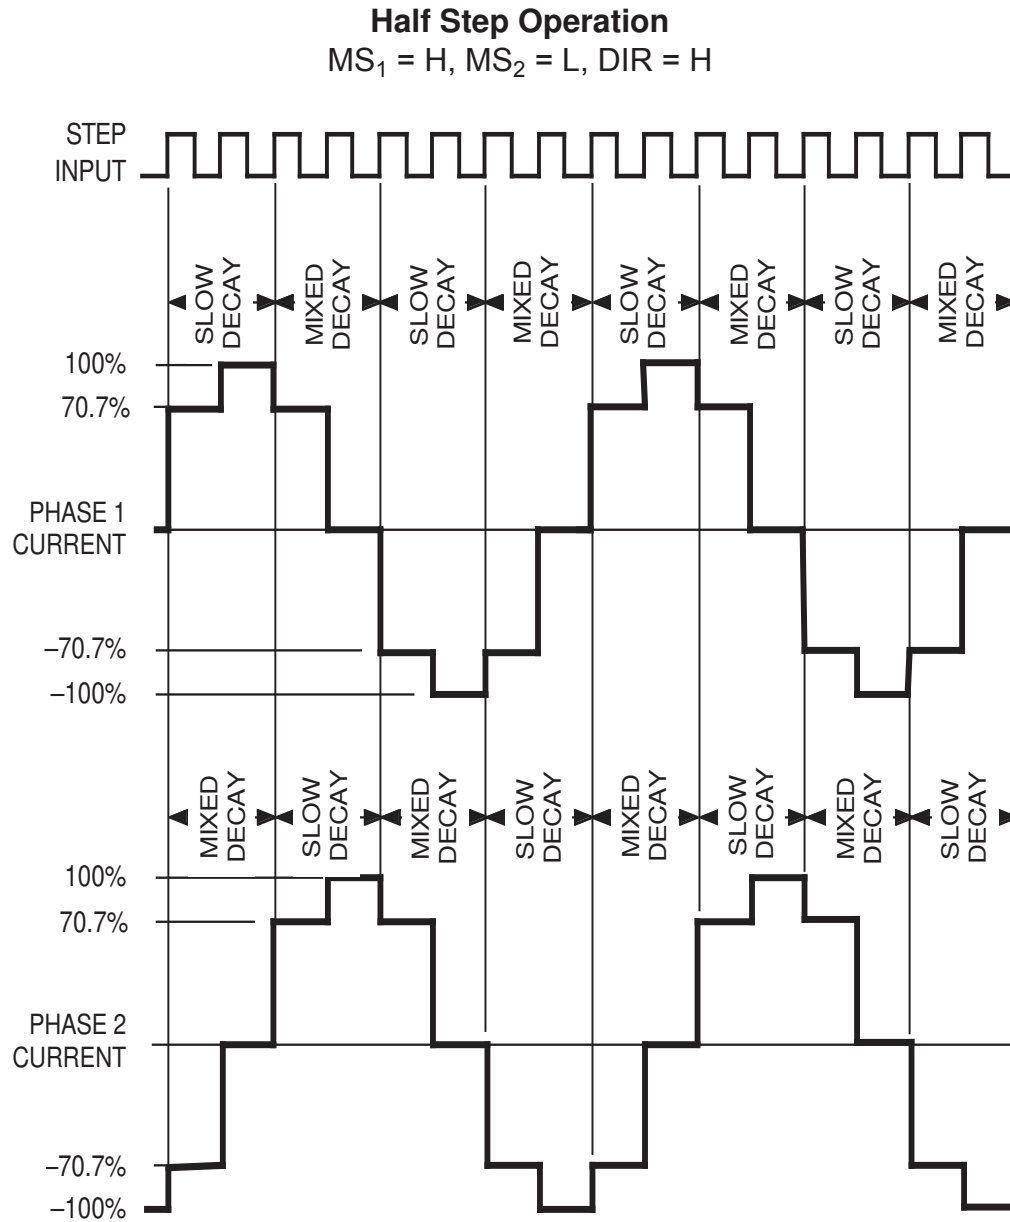 Half Step Operation
MS₁ = H, MS₂ = L, DIR = H
STEP
INPUT
SLOW
DECAY
MIXED
DECAY
SLOW
DECAY
MIXED
DECAY
SLOW
DECAY
MIXED
DECAY
SLOW
DECAY
MIXED
DECAY
100%
70.7%
PHASE 1
CURRENT
–70.7%
–100%
MIXED
DECAY
SLOW
DECAY
MIXED
DECAY
SLOW
DECAY
MIXED
DECAY
SLOW
DECAY
MIXED
DECAY
SLOW
DECAY
100%
70.7%
PHASE 2
CURRENT
–70.7%
–100%